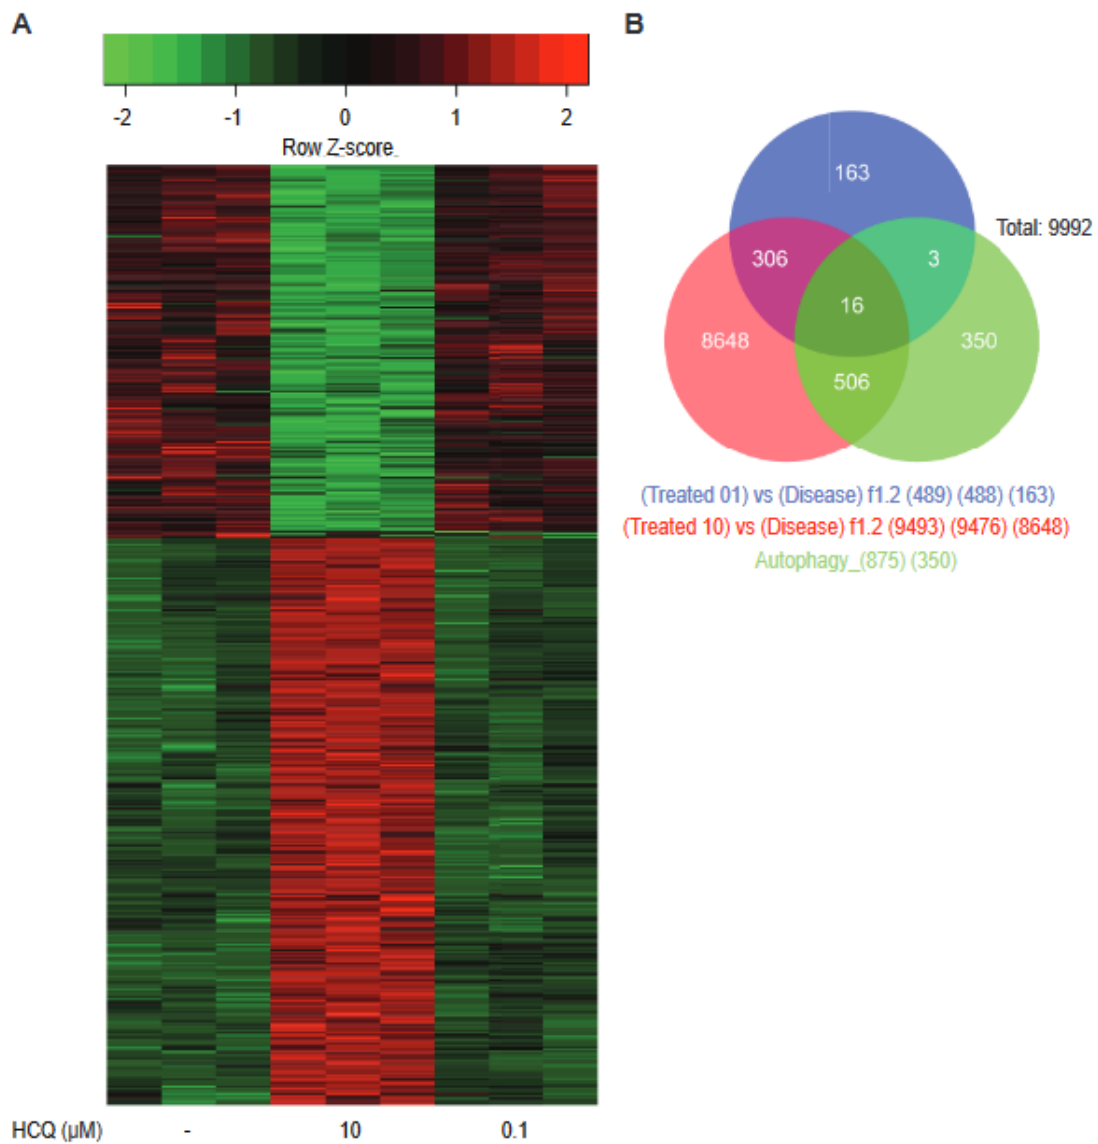 A
B
-2 -1 0 1 2
Row Z-score
163
Total: 9992
306 3
16
8648 350
506
(Treated 01) vs (Disease) f1.2 (489) (488) (163)
(Treated 10) vs (Disease) f1.2 (9493) (9476) (8648)
Autophagy_(875) (350)
HCQ (μM) - 10 0.1